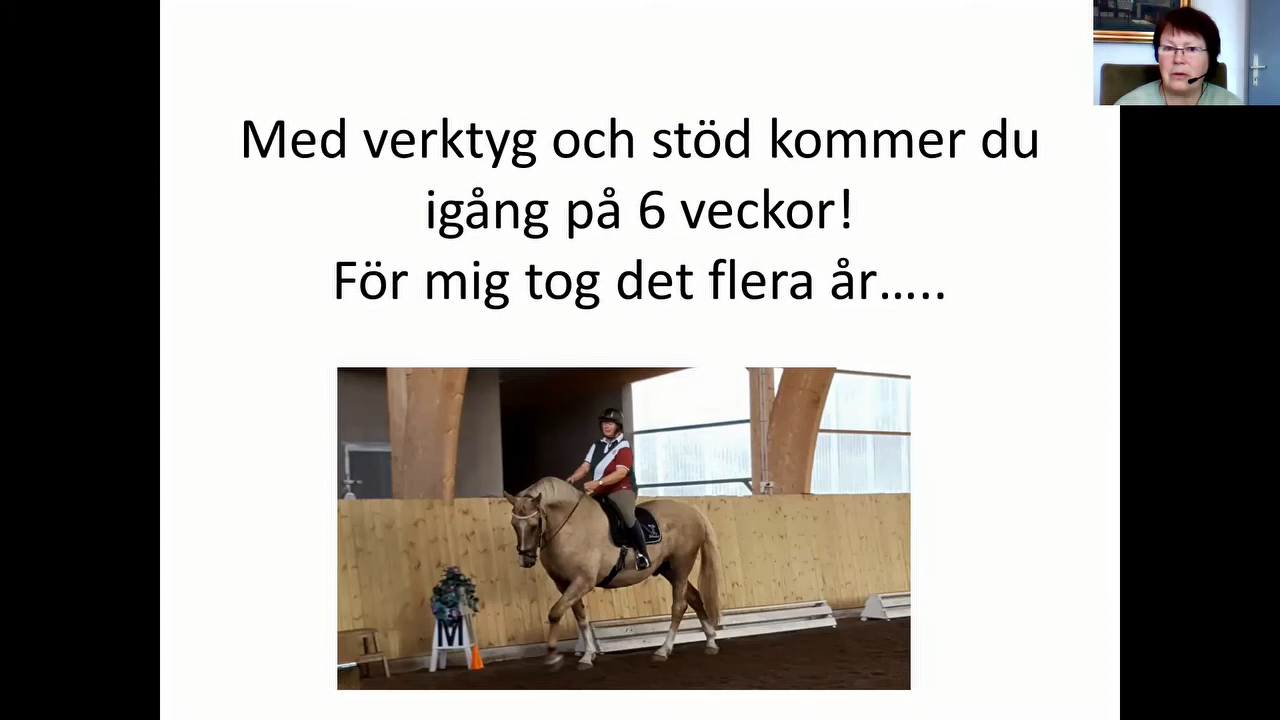 Med verktyg och stöd kommer du
igång på 6 veckor!
För mig tog det flera år…..